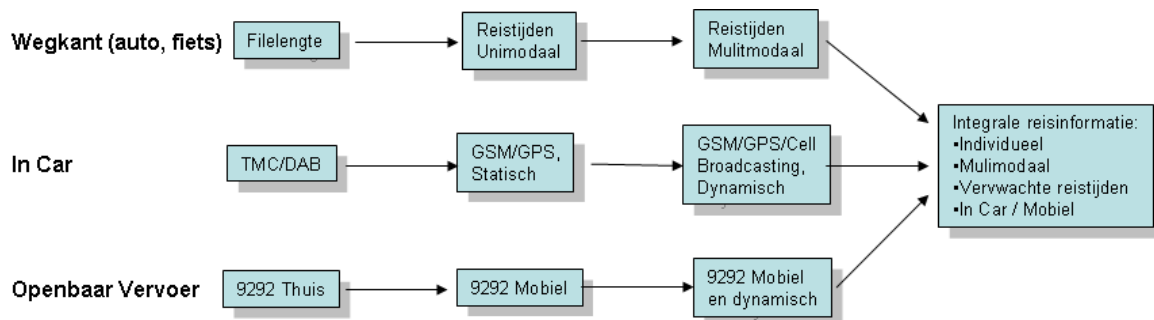 Wegkant (auto, fiets)
Filelengte
Reistijden
Unimodaal
Reistijden
Mulitmodaal
In Car
TMC/DAB
GSM/GPS,
Statisch
GSM/GPS/Cell
Broadcasting,
Dynamisch
Openbaar Vervoer
9292 Thuis
9292 Mobiel
9292 Mobiel
en dynamisch
Integrale reisinformatie:
▪Individueel
▪Mulimodaal
▪Vervwachte reistijden
▪In Car / Mobiel